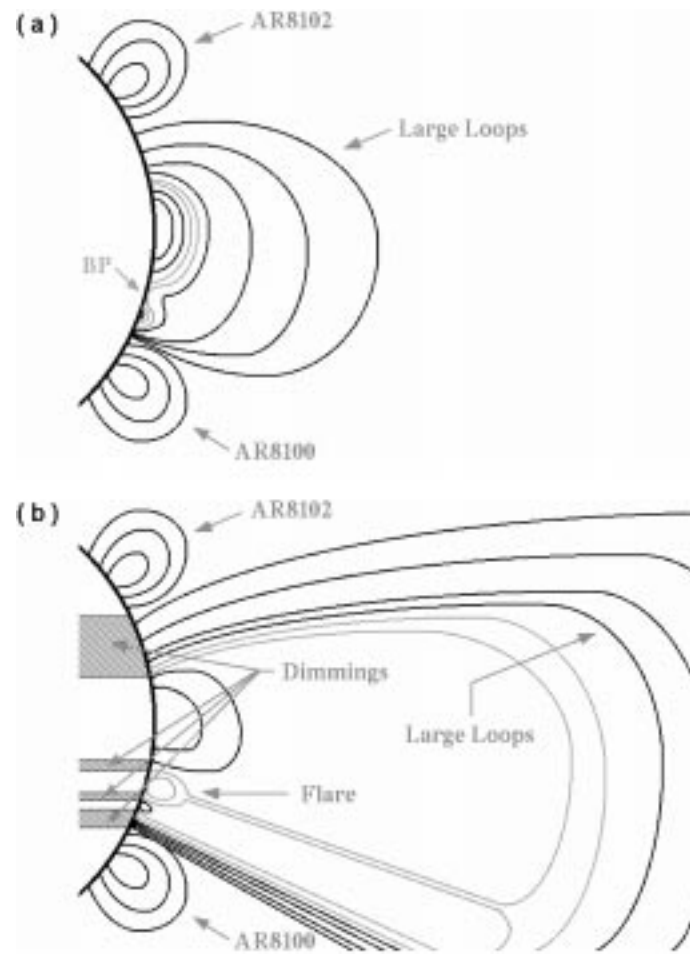 (a)
AR8102
Large Loops
BP
AR8100
(b)
AR8102
Dimmings
Large Loops
Flare
AR8100